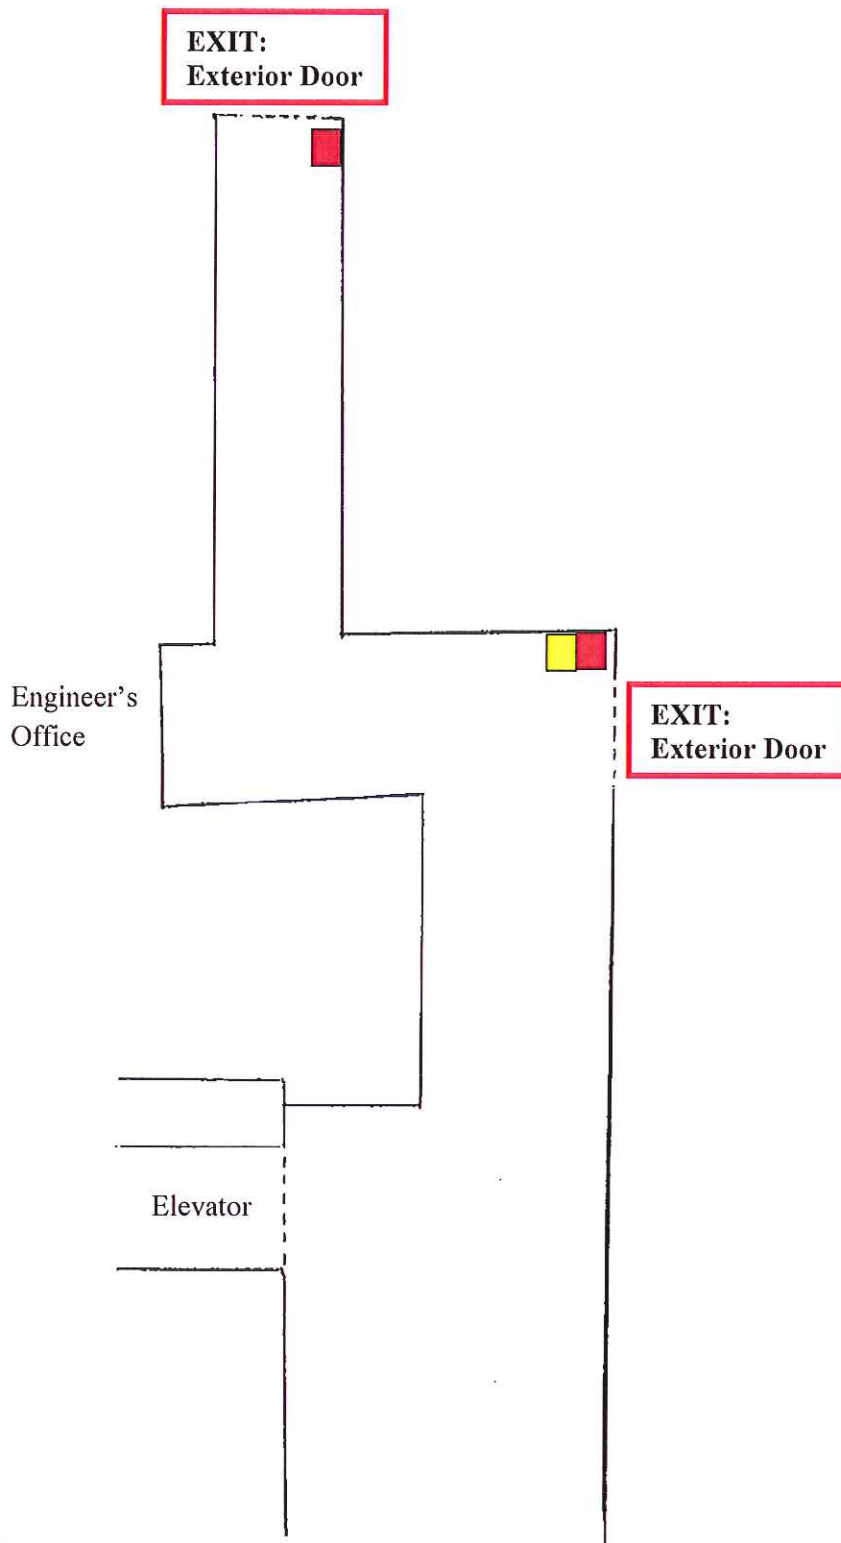 EXIT:
Exterior Door
Engineer's
Office
EXIT:
Exterior Door
Elevator